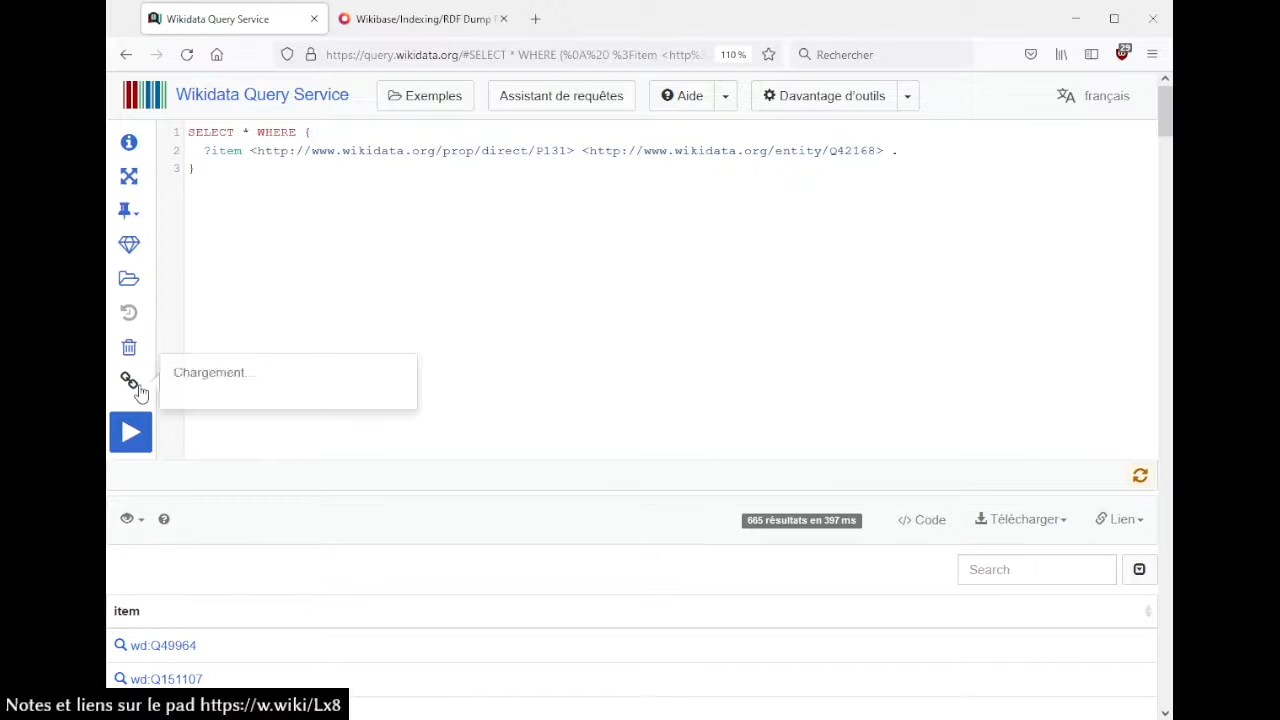 Wikidata Query Service
Wikibase/Indexing/RDF Dump F
https://query.wikidata.org/#SELECT * WHERE {%0A%20 %3Fitem <http%3
110 %
Rechercher
29
Wikidata Query Service
Exemples
Assistant de requêtes
Aide
Davantage d'outils
français
1 SELECT * WHERE {
2 ?item <http://www.wikidata.org/prop/direct/P131> <http://www.wikidata.org/entity/Q42168> .
3 }
Chargement...
665 résultats en 397 ms
</> Code
Télécharger
Lien
Search
item
wd:Q49964
wd:Q151107
Notes et liens sur le pad https://w.wiki/Lx8